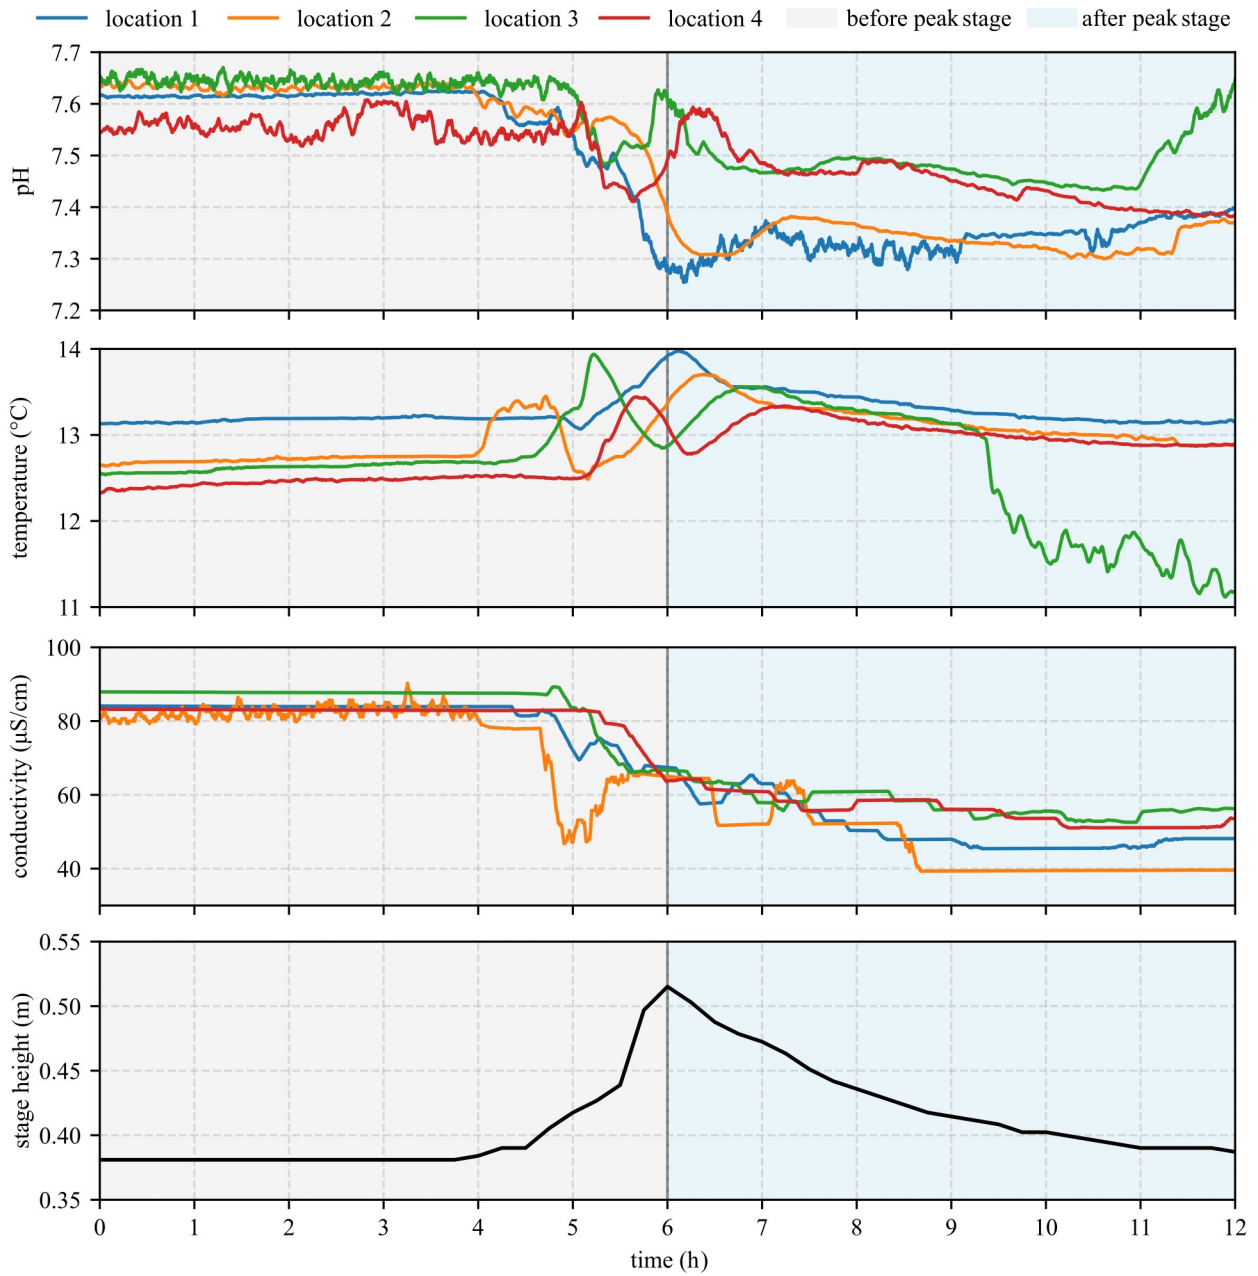 location 1 location 2 location 3 location 4 before peak stage after peak stage
7.7
7.6
7.5
7.4
7.3
7.2
pH
14
13
12
11
temperature (°C)
100
80
60
40
conductivity (μS/cm)
0.55
0.50
0.45
0.40
0.35
stage height (m)
0 1 2 3 4 5 6 7 8 9 10 11 12
time (h)